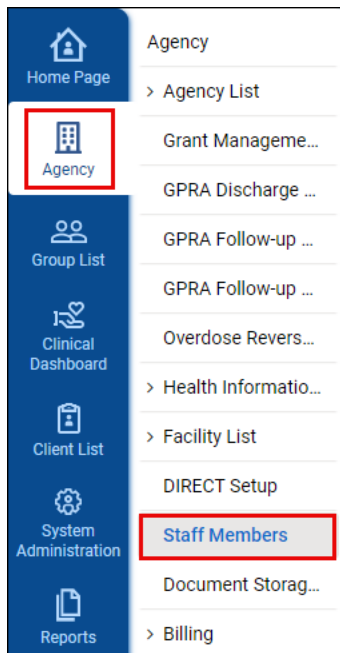 Home Page
Agency
Group List
Clinical
Dashboard
Client List
System
Administration
Reports
Agency
> Agency List
Grant Manageme...
GPRA Discharge ...
GPRA Follow-up ...
GPRA Follow-up ...
Overdose Revers...
> Health Informatio...
> Facility List
DIRECT Setup
Staff Members
Document Storag...
> Billing